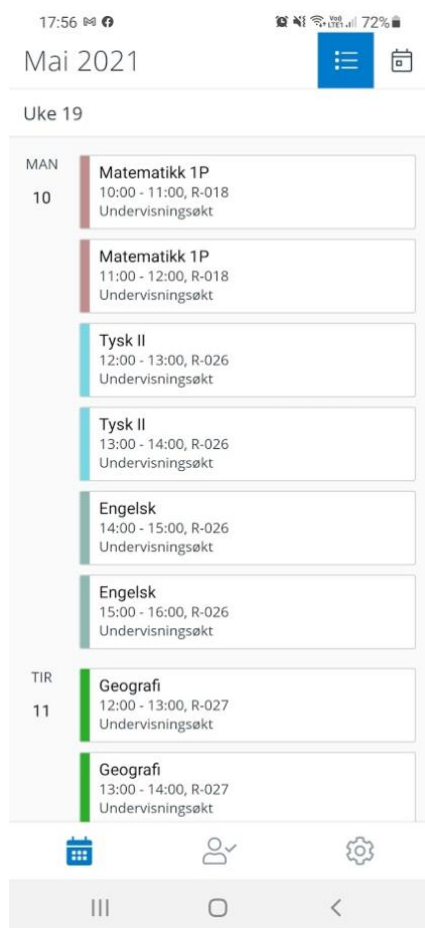 17:56 72%
Mai 2021
Uke 19
MAN
10
Matematikk 1P
10:00 - 11:00, R-018
Undervisningsøkt
Matematikk 1P
11:00 - 12:00, R-018
Undervisningsøkt
Tysk II
12:00 - 13:00, R-026
Undervisningsøkt
Tysk II
13:00 - 14:00, R-026
Undervisningsøkt
Engelsk
14:00 - 15:00, R-026
Undervisningsøkt
Engelsk
15:00 - 16:00, R-026
Undervisningsøkt
TIR
11
Geografi
12:00 - 13:00, R-027
Undervisningsøkt
Geografi
13:00 - 14:00, R-027
Undervisningsøkt